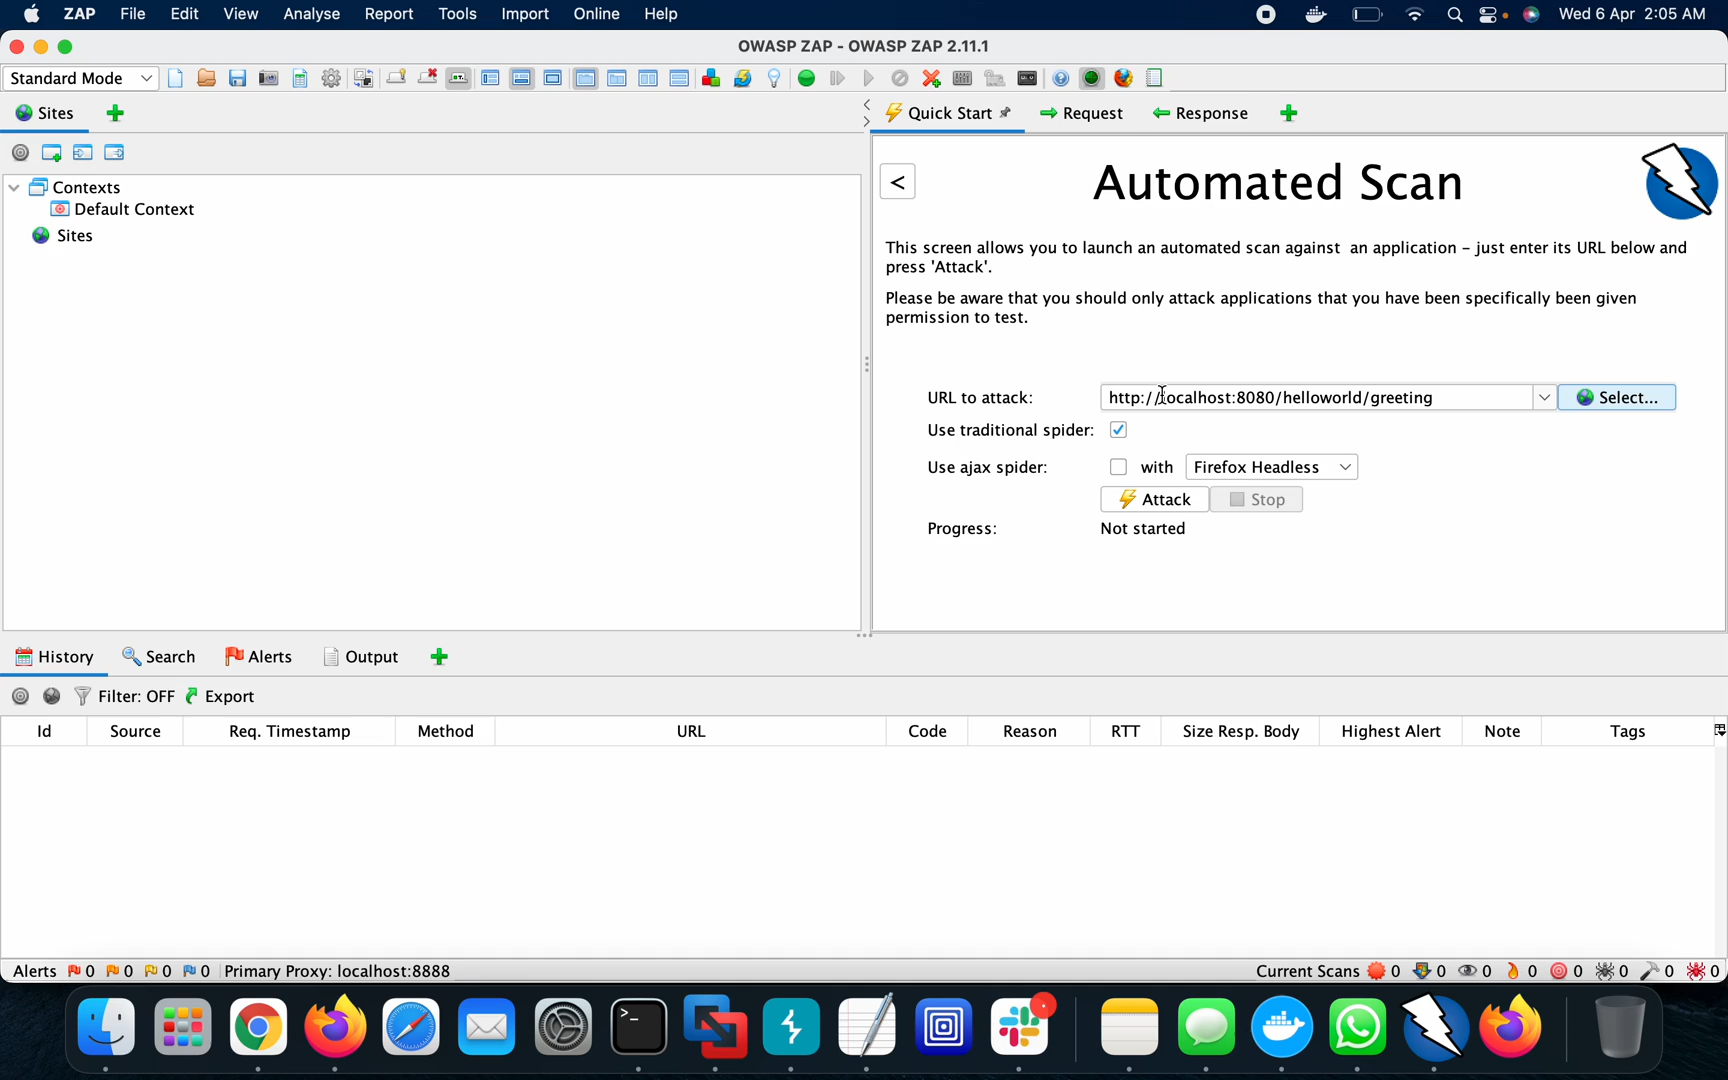 ZAP File Edit View Analyse Report Tools Import Online Help Wed 6 Apr 2:05 AM
OWASP ZAP - OWASP ZAP 2.11.1
Standard Mode
Sites
Quick Start Request Response
< Automated Scan
Contexts
Default Context
Sites
This screen allows you to launch an automated scan against an application – just enter its URL below and
press 'Attack'.
Please be aware that you should only attack applications that you have been specifically been given
permission to test.
URL to attack: http://localhost:8080/helloworld/greeting Select...
Use traditional spider:
Use ajax spider: with Firefox Headless
Attack Stop
Progress: Not started
History Search Alerts Output
Filter: OFF Export
Id Source Req. Timestamp Method URL Code Reason RTT Size Resp. Body Highest Alert Note Tags
Alerts 0 0 0 0 Primary Proxy: localhost:8888 Current Scans 0 0 0 0 0 0 0 0